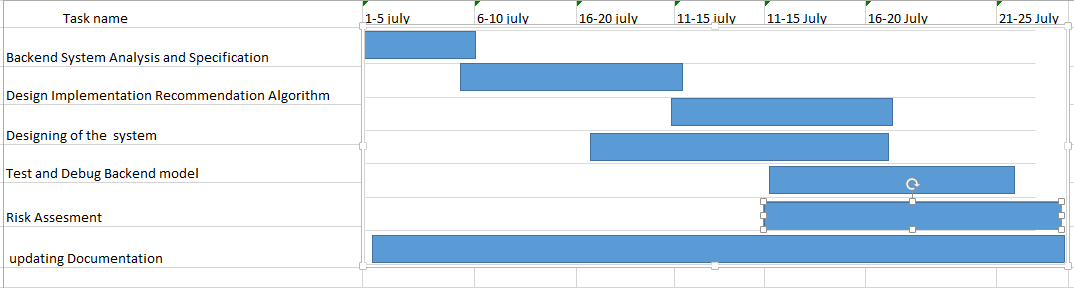 Task name 1-5 july 6-10 july 16-20 july 11-15 july 11-15 July 16-20 July 21-25 July
Backend System Analysis and Specification
Design Implementation Recommendation Algorithm
Designing of the  system
Test and Debug Backend model
Risk Assesment
updating Documentation